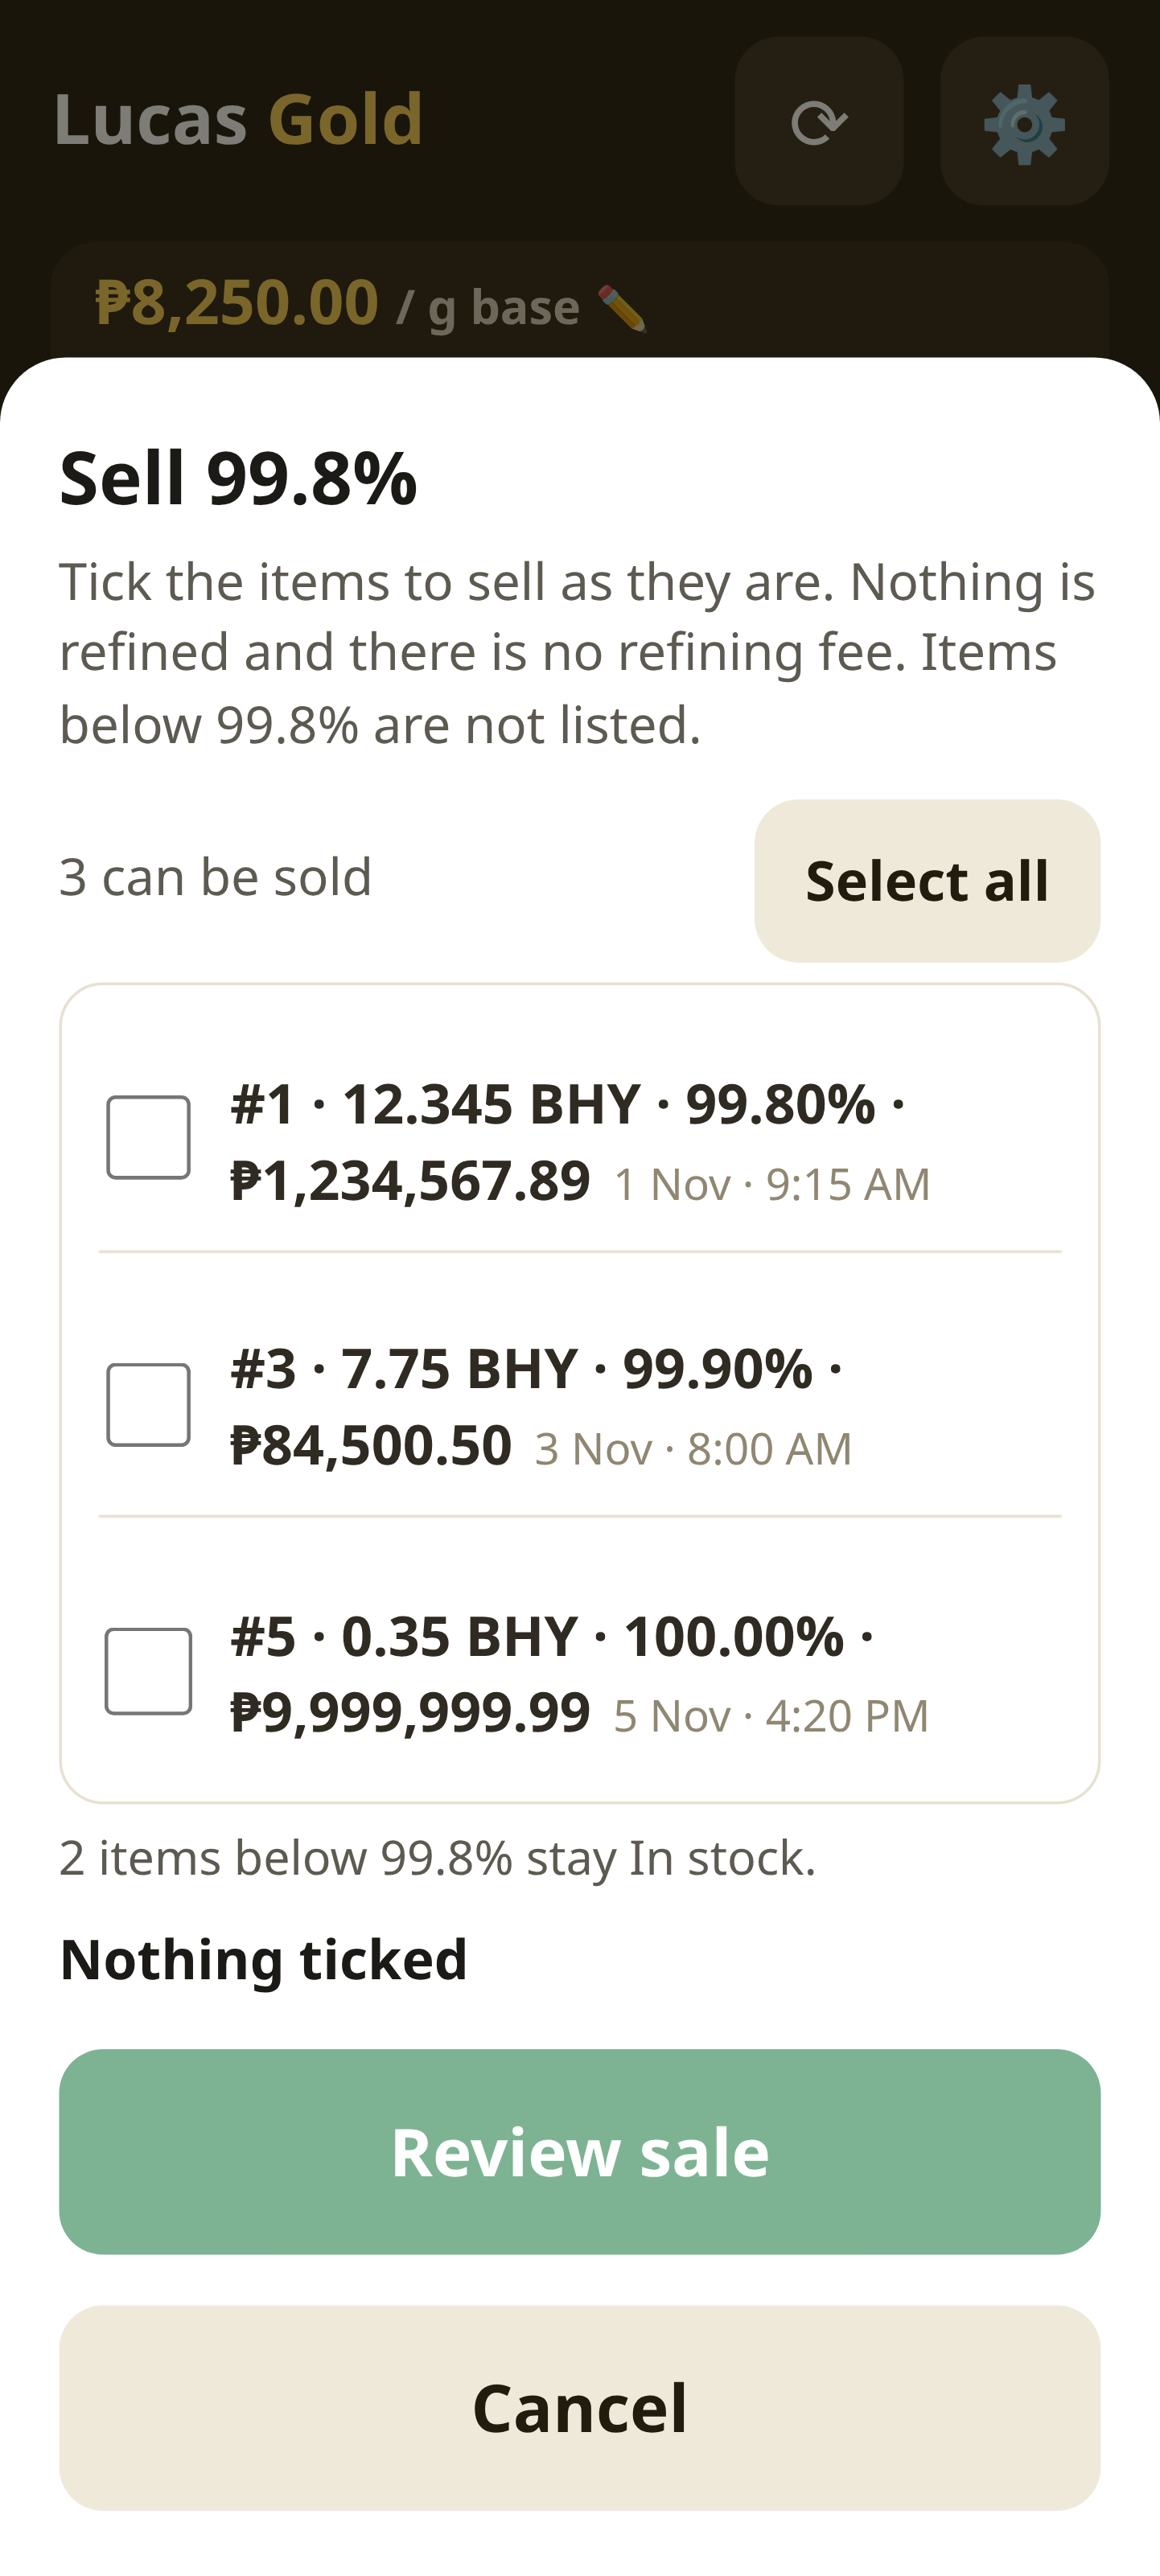 Lucas Gold
₱8,250.00 / g base
Sell 99.8%
Tick the items to sell as they are. Nothing is
refined and there is no refining fee. Items
below 99.8% are not listed.
3 can be sold
Select all
#1 · 12.345 BHY · 99.80% ·
₱1,234,567.89 1 Nov · 9:15 AM
#3 · 7.75 BHY · 99.90% ·
₱84,500.50 3 Nov · 8:00 AM
#5 · 0.35 BHY · 100.00% ·
₱9,999,999.99 5 Nov · 4:20 PM
2 items below 99.8% stay In stock.
Nothing ticked
Review sale
Cancel